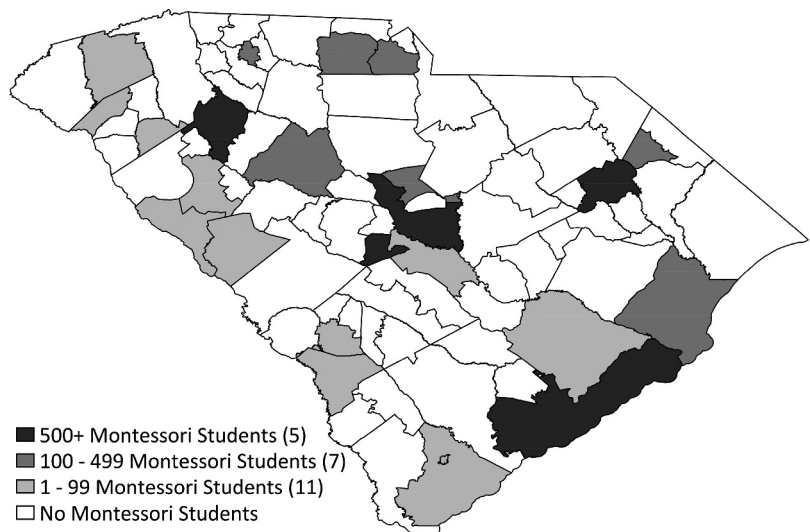 500+ Montessori Students (5)
100 - 499 Montessori Students (7)
1 - 99 Montessori Students (11)
No Montessori Students